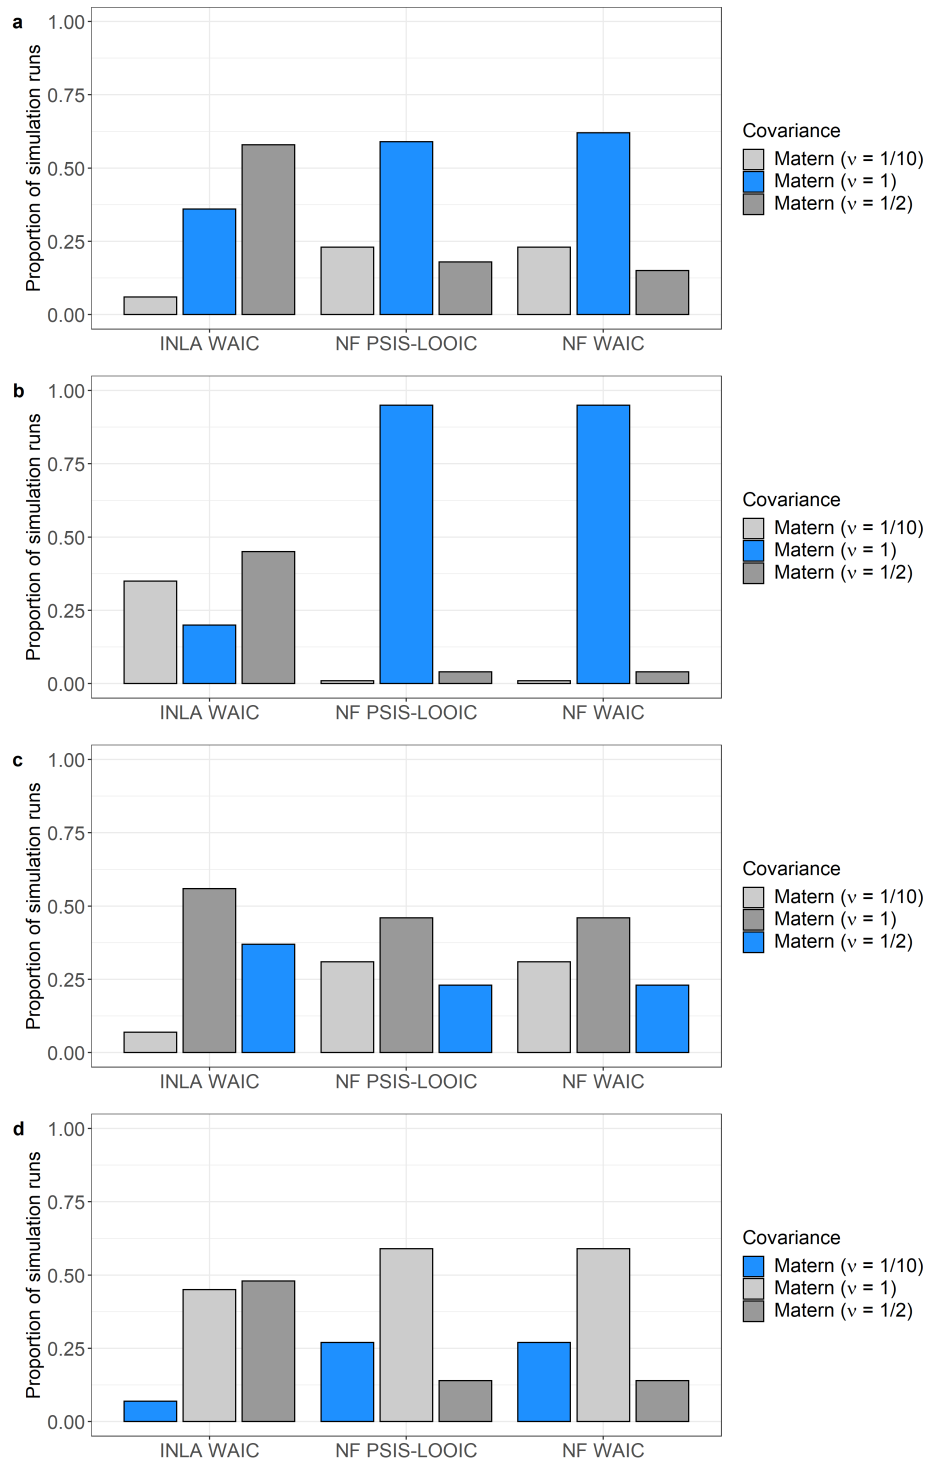 a
Proportion of simulation runs
1.00
0.75
0.50
0.25
0.00
INLA WAIC
NF PSIS-LOOIC
NF WAIC
Covariance
Matern (ν = 1/10)
Matern (ν = 1)
Matern (ν = 1/2)
b
Proportion of simulation runs
1.00
0.75
0.50
0.25
0.00
INLA WAIC
NF PSIS-LOOIC
NF WAIC
Covariance
Matern (ν = 1/10)
Matern (ν = 1)
Matern (ν = 1/2)
c
Proportion of simulation runs
1.00
0.75
0.50
0.25
0.00
INLA WAIC
NF PSIS-LOOIC
NF WAIC
Covariance
Matern (ν = 1/10)
Matern (ν = 1)
Matern (ν = 1/2)
d
Proportion of simulation runs
1.00
0.75
0.50
0.25
0.00
INLA WAIC
NF PSIS-LOOIC
NF WAIC
Covariance
Matern (ν = 1/10)
Matern (ν = 1)
Matern (ν = 1/2)